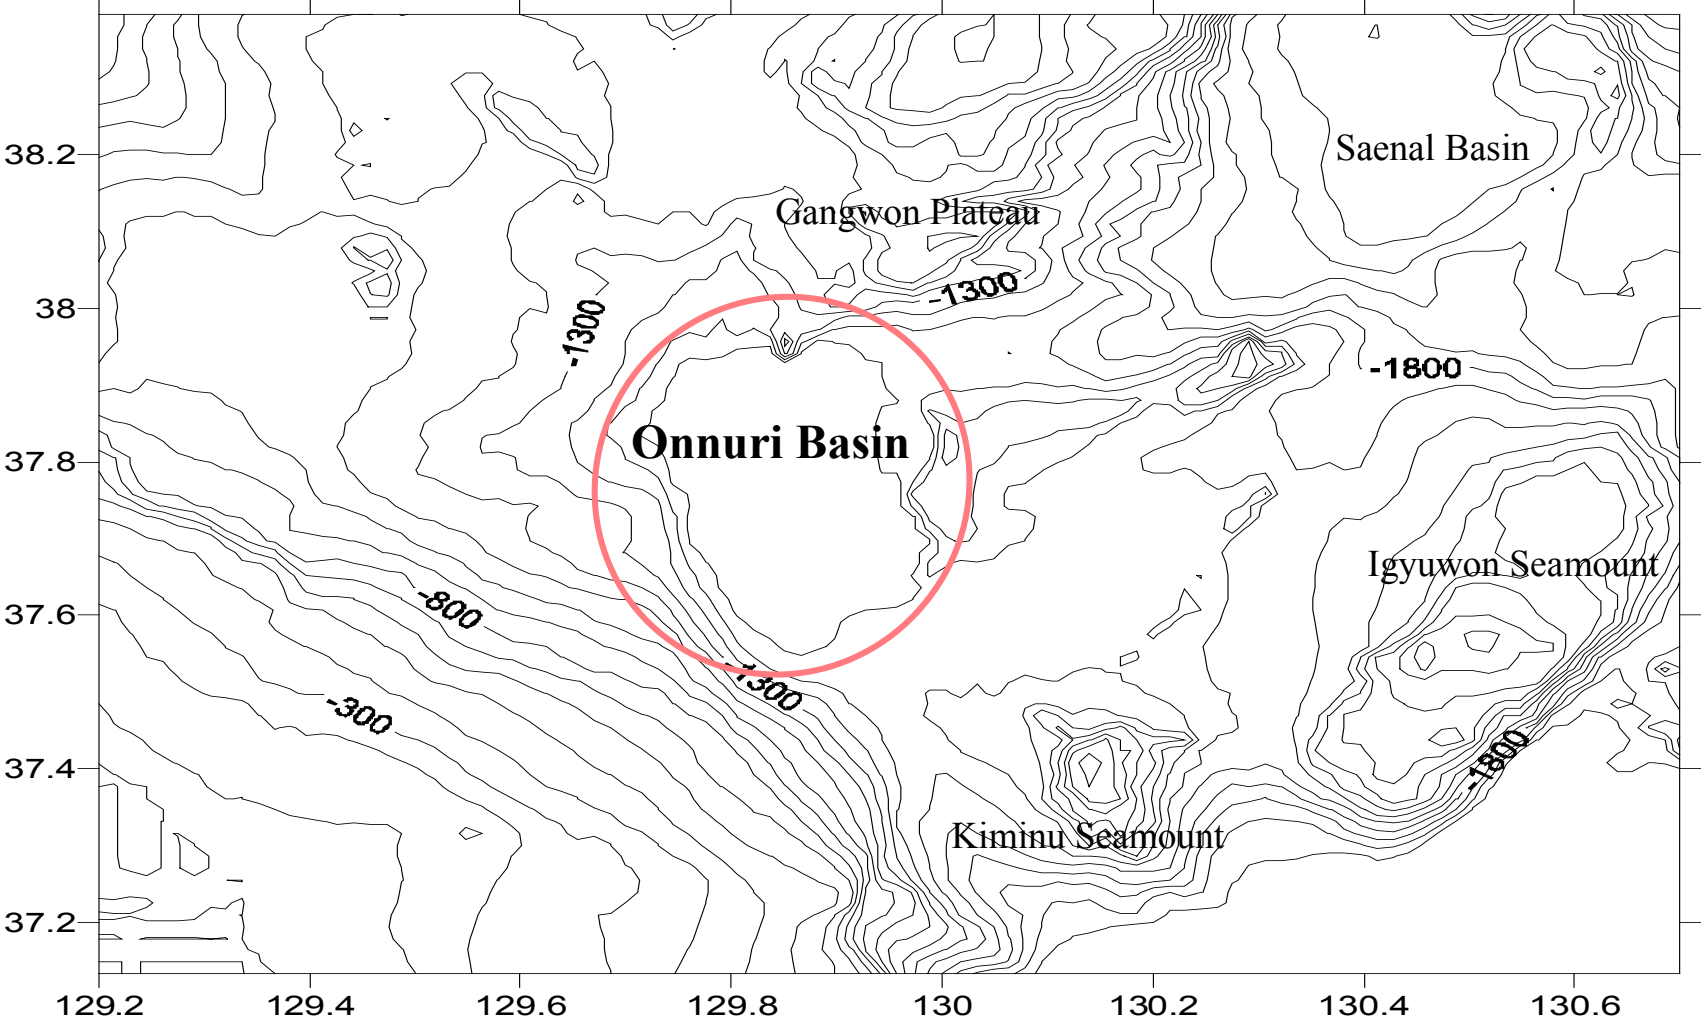 38.2
Saenal Basin
Gangwon Plateau
-1300
38
-1300
-1800
Onnuri Basin
37.8
Igyuwon Seamount
-800
37.6
-1300
-300
-1800
37.4
Kiminu Seamount
37.2
129.2 129.4 129.6 129.8 130 130.2 130.4 130.6